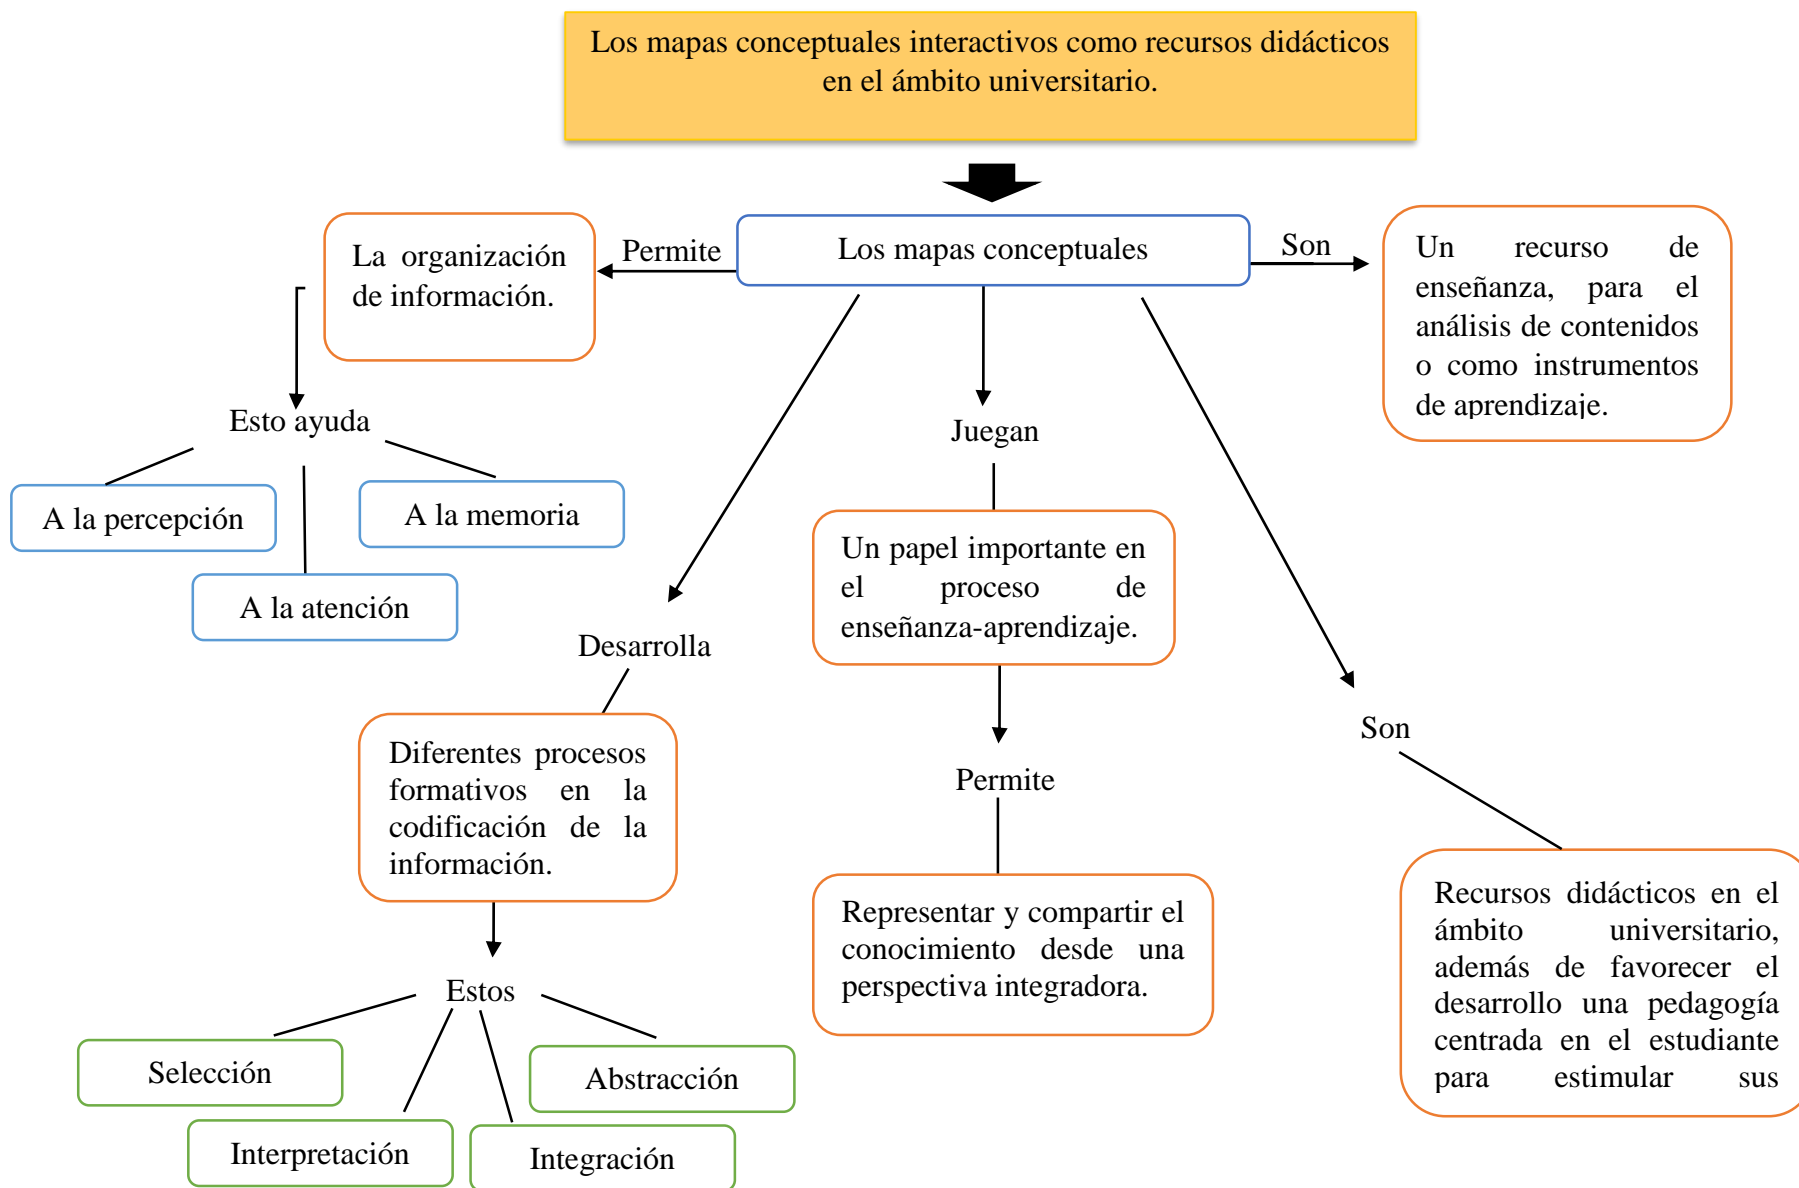 Los mapas conceptuales interactivos como recursos didácticos
en el ámbito universitario.
La organización
de información.
Permite
Los mapas conceptuales
Son
Un recurso de
enseñanza, para el
análisis de contenidos
o como instrumentos
de aprendizaje.
Esto ayuda
A la percepción
A la memoria
A la atención
Juegan
Un papel importante en
el proceso de
enseñanza-aprendizaje.
Desarrolla
Diferentes procesos
formativos en la
codificación de la
información.
Permite
Son
Representar y compartir el
conocimiento desde una
perspectiva integradora.
Recursos didácticos en el
ámbito universitario,
además de favorecer el
desarrollo una pedagogía
centrada en el estudiante
para estimular sus
Estos
Selección
Abstracción
Interpretación
Integración